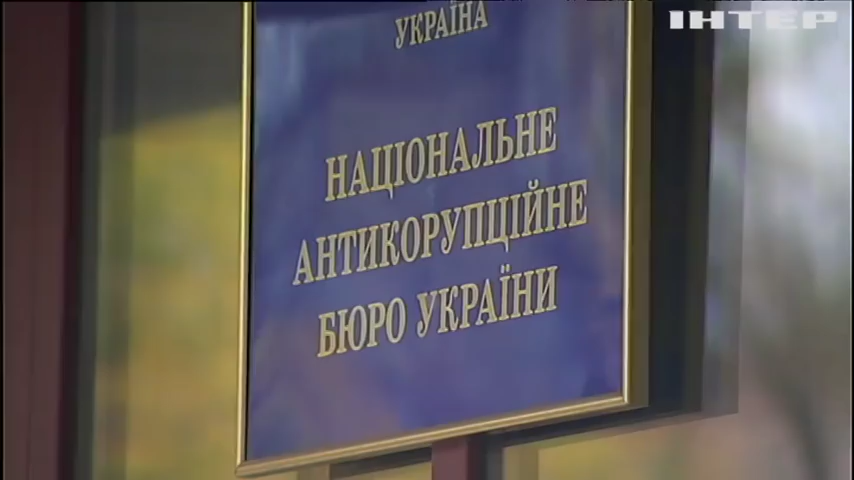 ІНТЕР
УКРАЇНА
НАЦІОНАЛЬНЕ
АНТИКОРУПЦІЙНЕ
БЮРО УКРАЇНИ